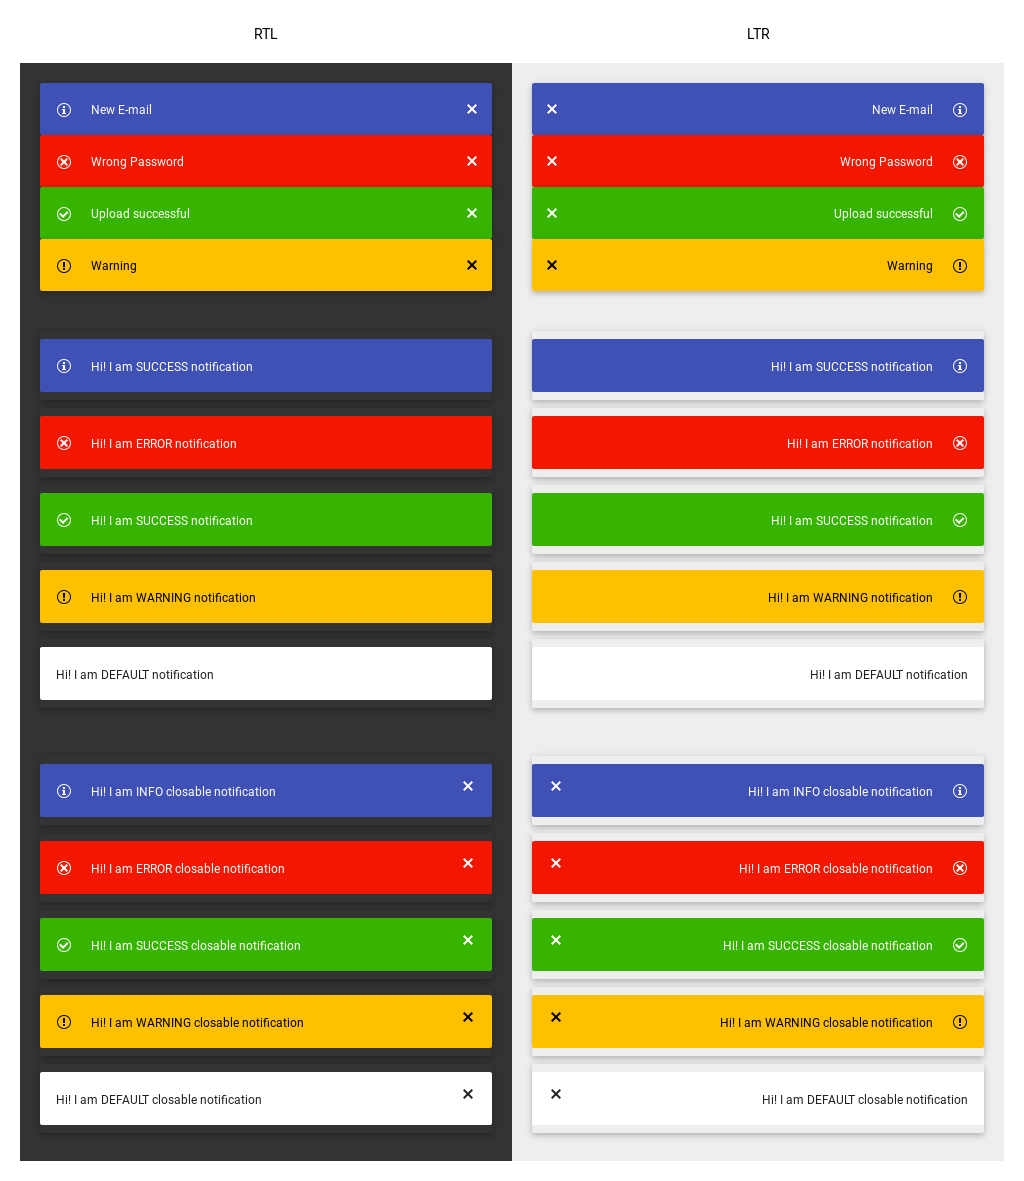 RTL
New E-mail
Wrong Password
Upload successful
Warning
Hi! I am SUCCESS notification
Hi! I am ERROR notification
Hi! I am SUCCESS notification
Hi! I am WARNING notification
Hi! I am DEFAULT notification
Hi! I am INFO closable notification
Hi! I am ERROR closable notification
Hi! I am SUCCESS closable notification
Hi! I am WARNING closable notification
Hi! I am DEFAULT closable notification
LTR
New E-mail
Wrong Password
Upload successful
Warning
Hi! I am SUCCESS notification
Hi! I am ERROR notification
Hi! I am SUCCESS notification
Hi! I am WARNING notification
Hi! I am DEFAULT notification
Hi! I am INFO closable notification
Hi! I am ERROR closable notification
Hi! I am SUCCESS closable notification
Hi! I am WARNING closable notification
Hi! I am DEFAULT closable notification